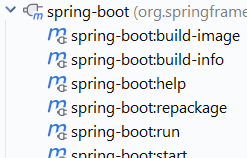 spring-boot (org.springframe
spring-boot:build-image
spring-boot:build-info
spring-boot:help
spring-boot:repackage
spring-boot:run
spring-boot:start